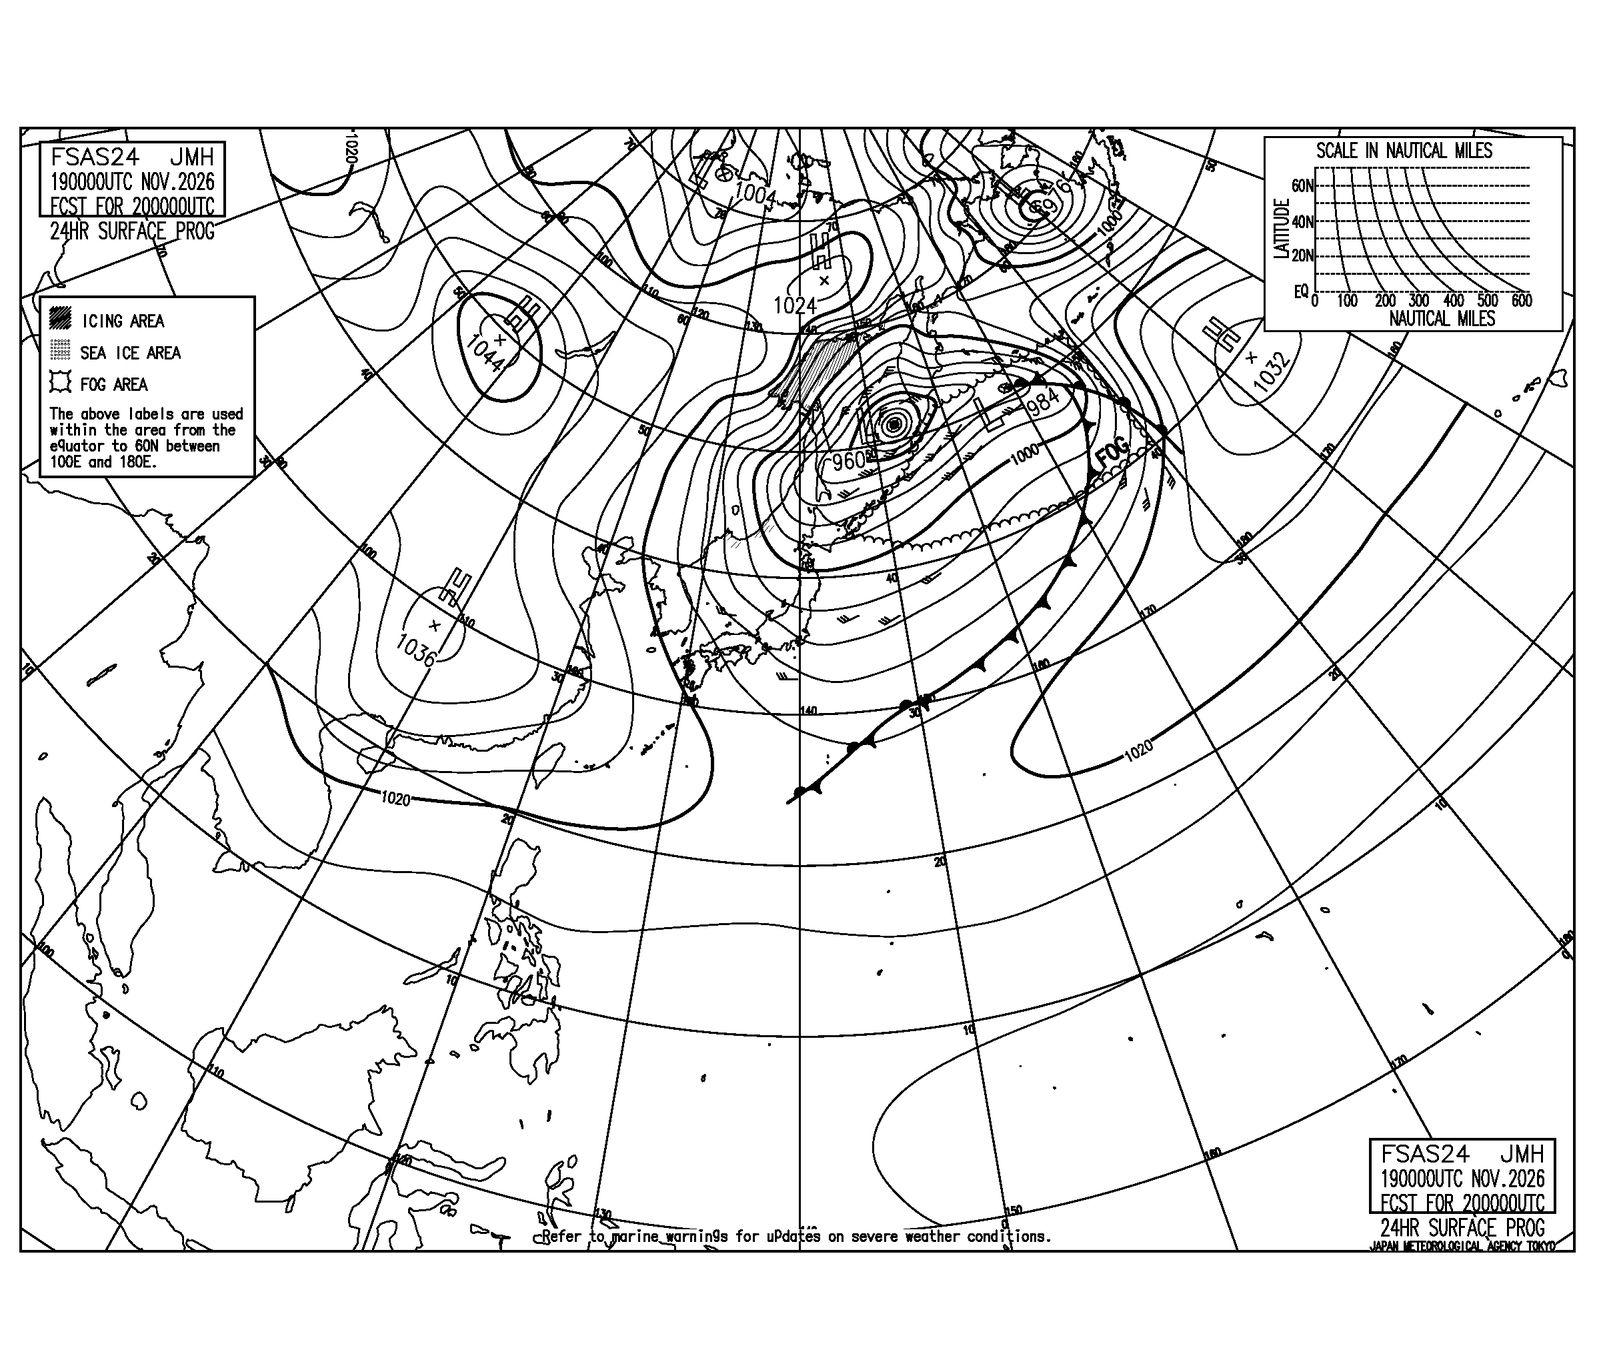 FSAS24 JMH
190000UTC NOV.2026
FCST FOR 200000UTC
24HR SURFACE PROG
ICING AREA
SEA ICE AREA
FOG AREA
The above labels are used
within the area from the
equator to 60N between
100E and 180E.
SCALE IN NAUTICAL MILES
LATITUDE
60N
40N
20N
EQ
0 100 200 300 400 500 600
NAUTICAL MILES
1020
L
1004
H
1024
L
976
1000
H
1044
H
1032
L
960
L
984
1000
FOG
H
1036
1020
1020
FSAS24 JMH
190000UTC NOV.2026
FCST FOR 200000UTC
24HR SURFACE PROG
JAPAN METEOROLOGICAL AGENCY TOKYO
Refer to marine warnings for updates on severe weather conditions.